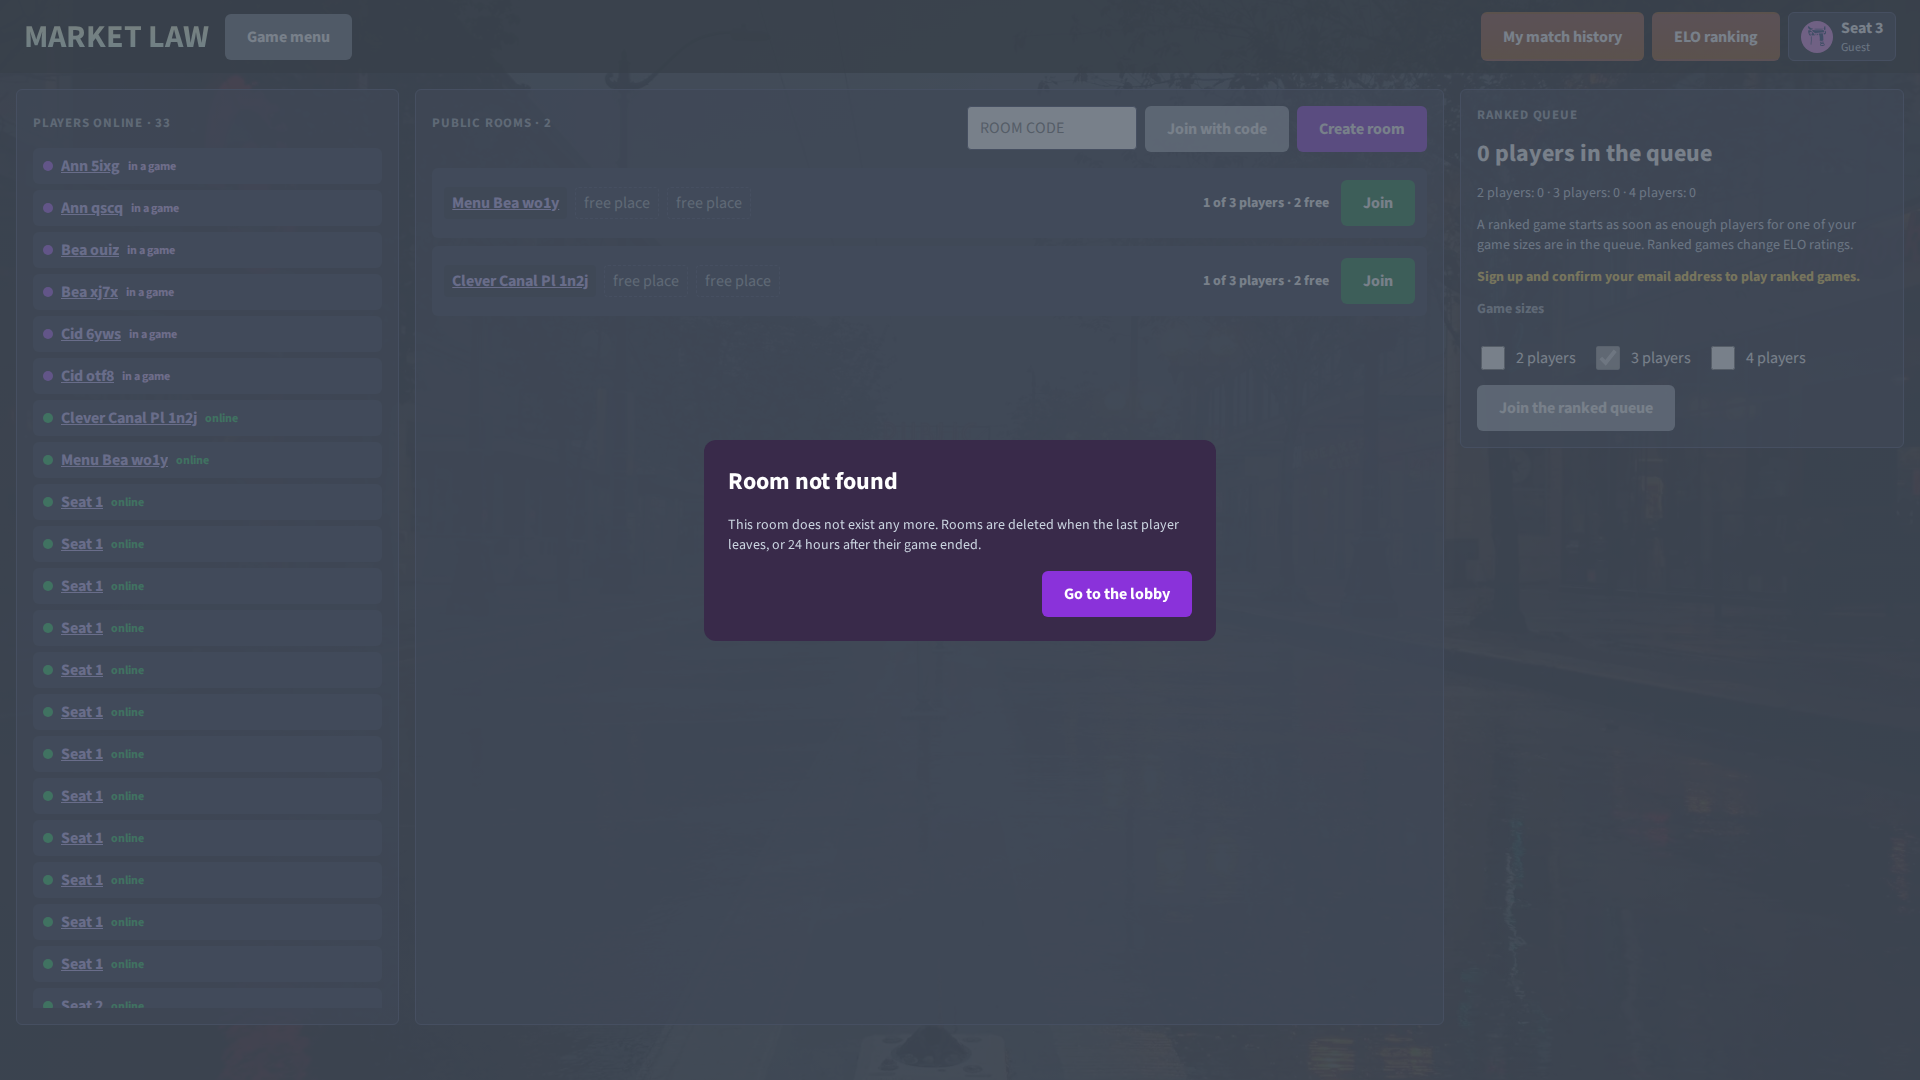 MARKET LAW
Game menu
My match history
ELO ranking
Seat 3
Guest
PLAYERS ONLINE · 33
Ann 5ixg in a game
Ann qscq in a game
Bea ouiz in a game
Bea xj7x in a game
Cid 6yws in a game
Cid otf8 in a game
Clever Canal Pl 1n2j online
Menu Bea wo1y online
Seat 1 online
Seat 1 online
Seat 1 online
Seat 1 online
Seat 1 online
Seat 1 online
Seat 1 online
Seat 1 online
Seat 1 online
Seat 1 online
Seat 1 online
Seat 1 online
Seat 2 online
PUBLIC ROOMS · 2
ROOM CODE
Join with code
Create room
Menu Bea wo1y free place free place 1 of 3 players · 2 free Join
Clever Canal Pl 1n2j free place free place 1 of 3 players · 2 free Join
Room not found
This room does not exist any more. Rooms are deleted when the last player
leaves, or 24 hours after their game ended.
Go to the lobby
RANKED QUEUE
0 players in the queue
2 players: 0 · 3 players: 0 · 4 players: 0
A ranked game starts as soon as enough players for one of your
game sizes are in the queue. Ranked games change ELO ratings.
Sign up and confirm your email address to play ranked games.
Game sizes
2 players 3 players 4 players
Join the ranked queue